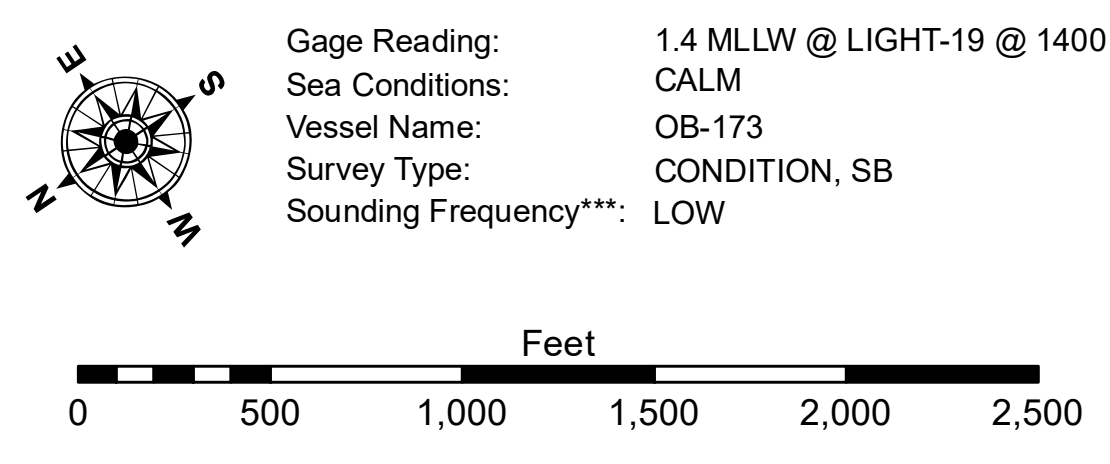 E
S
N
W
Gage Reading: 1.4 MLLW @ LIGHT-19 @ 1400
Sea Conditions: CALM
Vessel Name: OB-173
Survey Type: CONDITION, SB
Sounding Frequency***: LOW
Feet
0 500 1,000 1,500 2,000 2,500